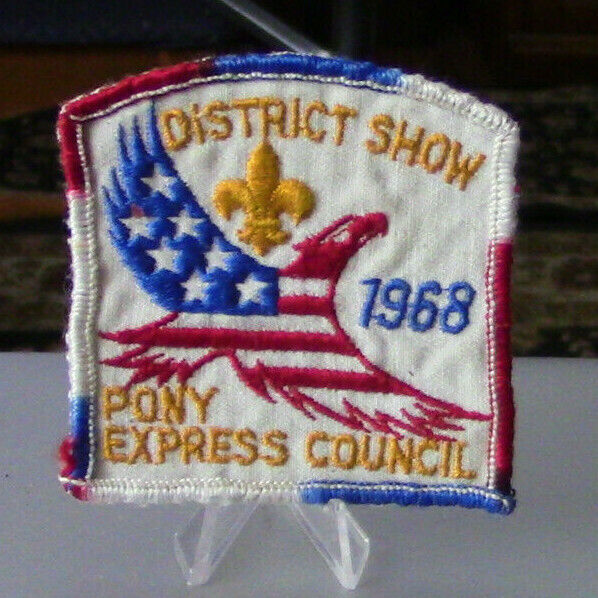 DiSTRICT SHOW
1968
PONY
EXPRESS COUNCIL